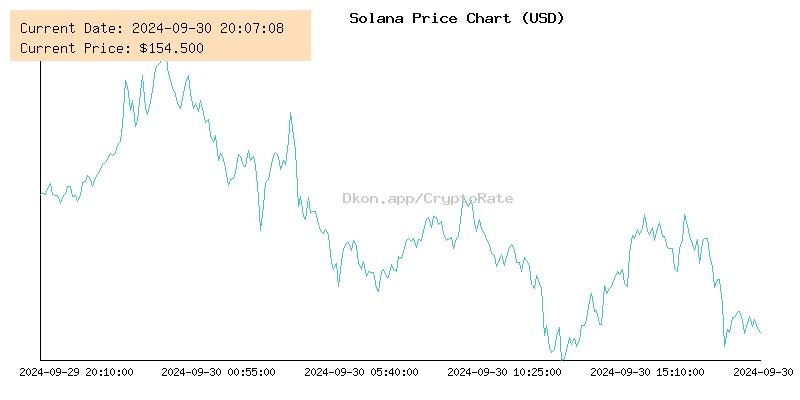 Solana Price Chart (USD)
Current Date: 2024-09-30 20:07:08
Current Price: $154.500
Dkon.app/CryptoRate
2024-09-29 20:10:00 2024-09-30 00:55:00 2024-09-30 05:40:00 2024-09-30 10:25:00 2024-09-30 15:10:00 2024-09-30